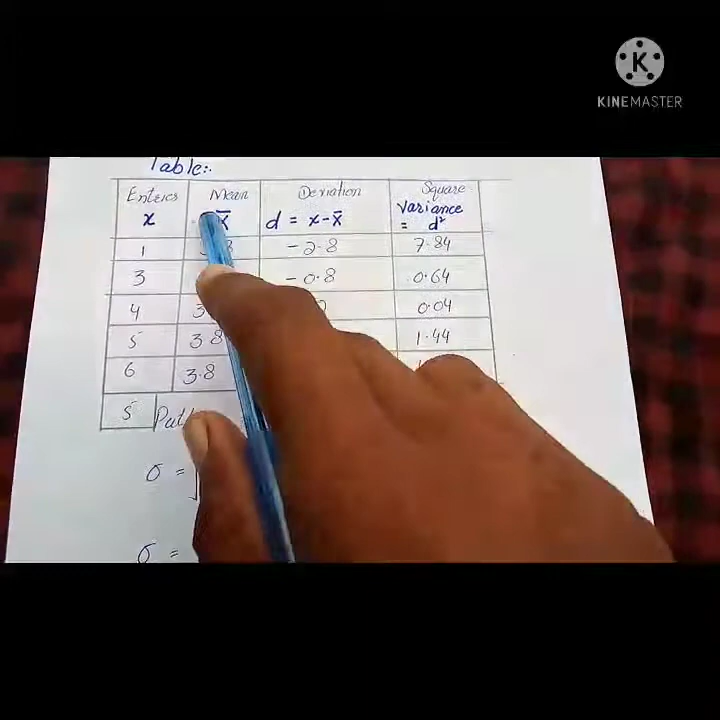 KINEMASTER
Table:-
Entries Mean Deviation Square
x x̄ d = x-x̄ Variance = d²
1 -2.8 7.84
3 -0.8 0.64
4 0.04
5 3.8 1.44
6 3.8
5
σ = √
σ =